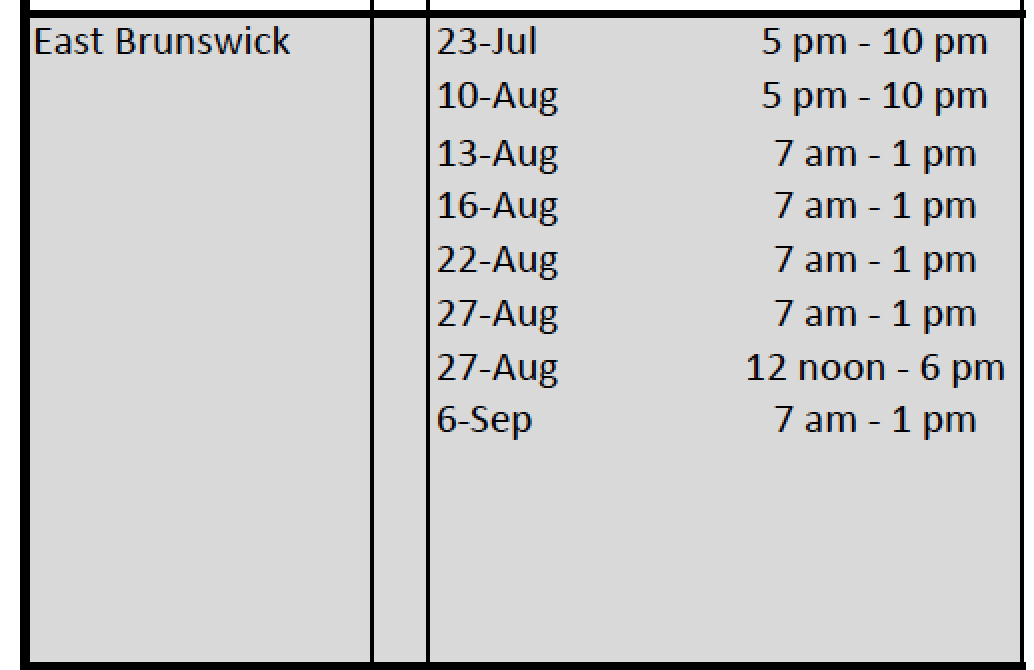 East Brunswick 23-Jul 5 pm - 10 pm
10-Aug 5 pm - 10 pm
13-Aug 7 am - 1 pm
16-Aug 7 am - 1 pm
22-Aug 7 am - 1 pm
27-Aug 7 am - 1 pm
27-Aug 12 noon - 6 pm
6-Sep 7 am - 1 pm